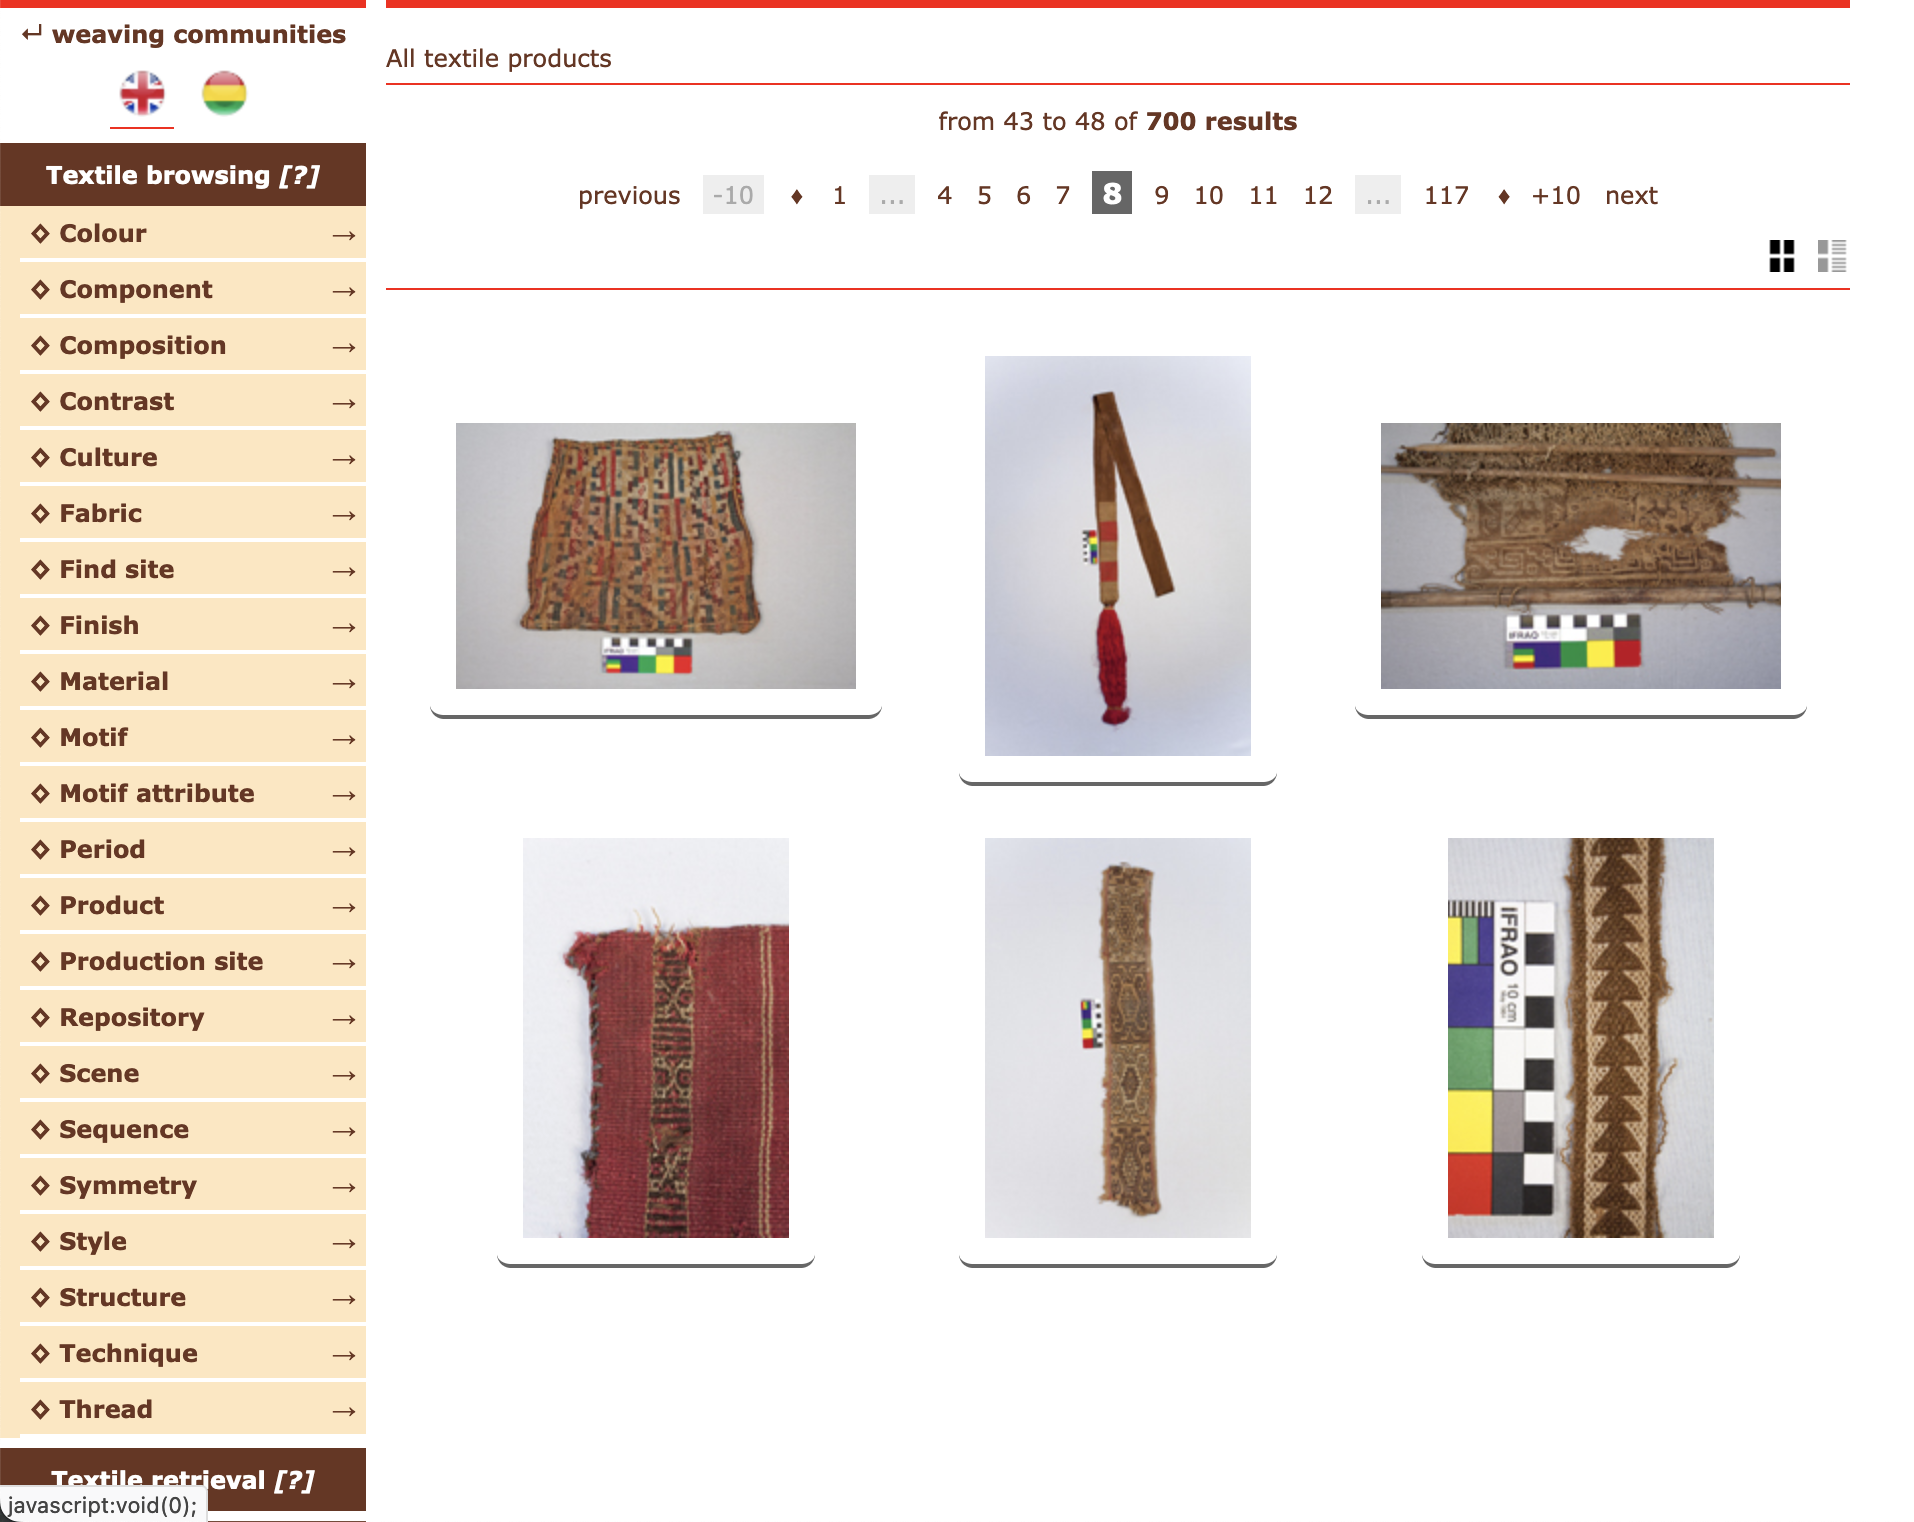 ↵ weaving communities
Textile browsing [?]
Colour →
Component →
Composition →
Contrast →
Culture →
Fabric →
Find site →
Finish →
Material →
Motif →
Motif attribute →
Period →
Product →
Production site →
Repository →
Scene →
Sequence →
Symmetry →
Style →
Structure →
Technique →
Thread →
Textile retrieval [?]
javascript:void(0);
All textile products
from 43 to 48 of 700 results
previous -10 ♦ 1 ... 4 5 6 7 8 9 10 11 12 ... 117 ♦ +10 next
IFRAO
IFRAO
IFRAO 10 cm